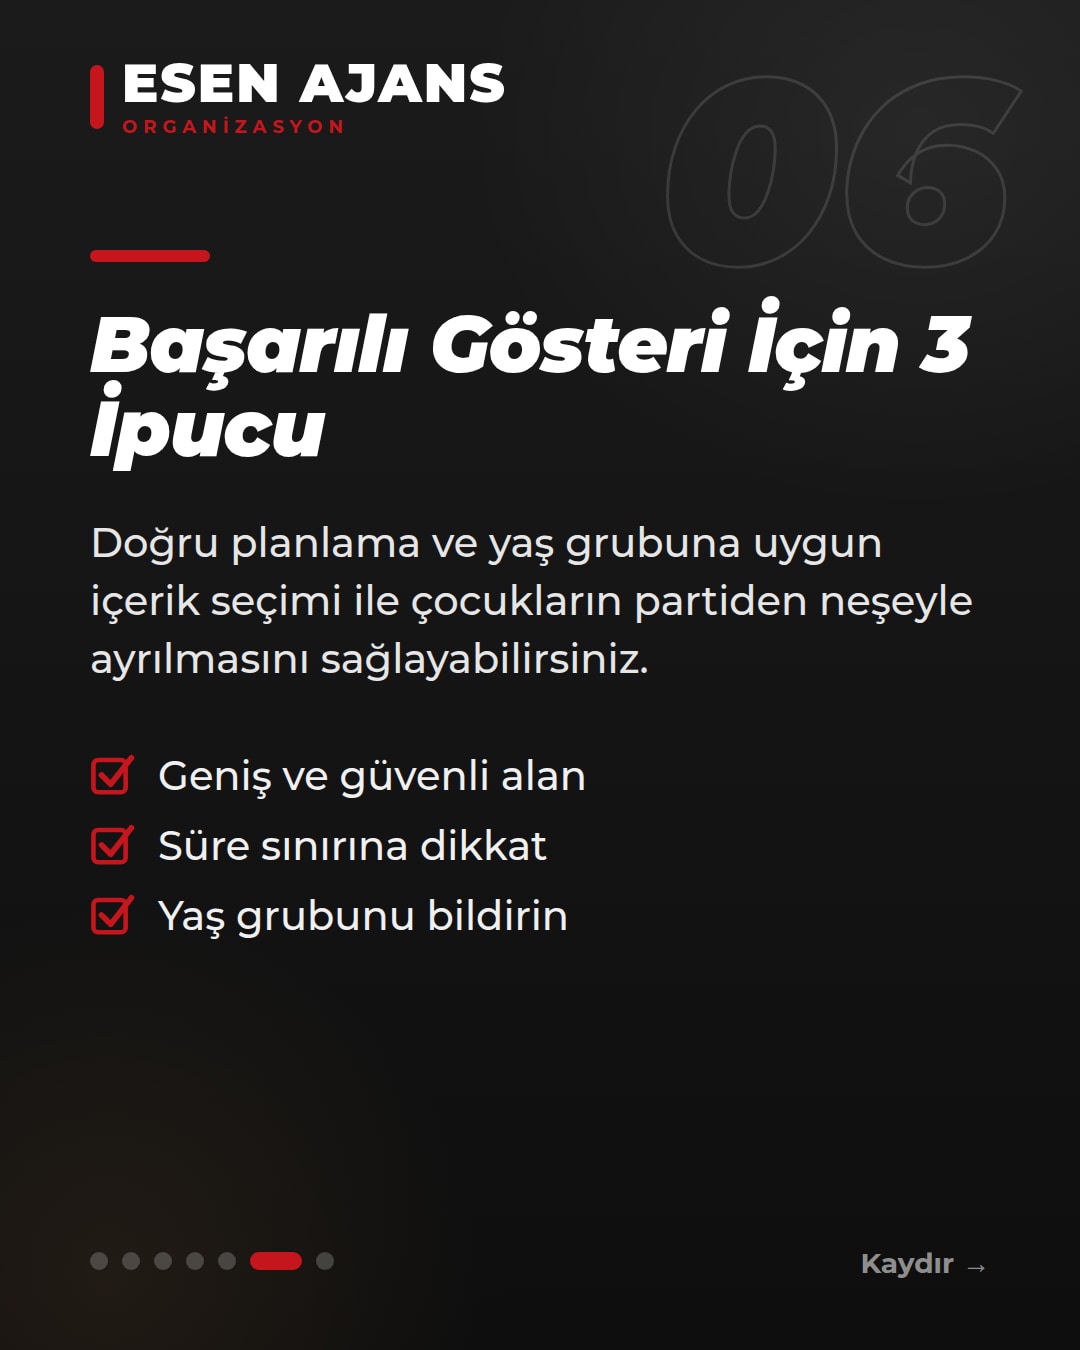 ESEN AJANS
ORGANİZASYON
06
Başarılı Gösteri İçin 3
İpucu
Doğru planlama ve yaş grubuna uygun
içerik seçimi ile çocukların partiden neşeyle
ayrılmasını sağlayabilirsiniz.
Geniş ve güvenli alan
Süre sınırına dikkat
Yaş grubunu bildirin
Kaydır →